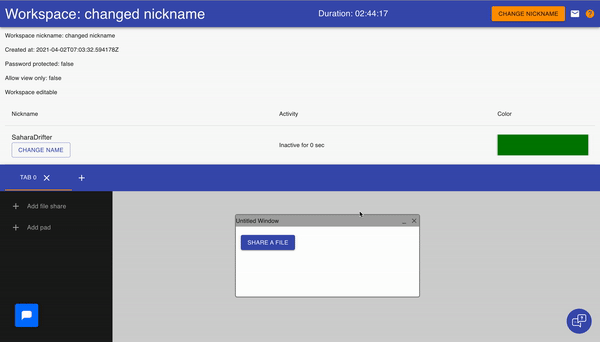 Workspace: changed nickname
Duration: 02:44:17
CHANGE NICKNAME
?
Workspace nickname: changed nickname
Created at: 2021-04-02T07:03:32.594178Z
Password protected: false
Allow view only: false
Workspace editable
Nickname Activity Color
SaharaDrifter
CHANGE NAME
Inactive for 0 sec
TAB 0
Add file share
Add pad
Untitled Window
SHARE A FILE